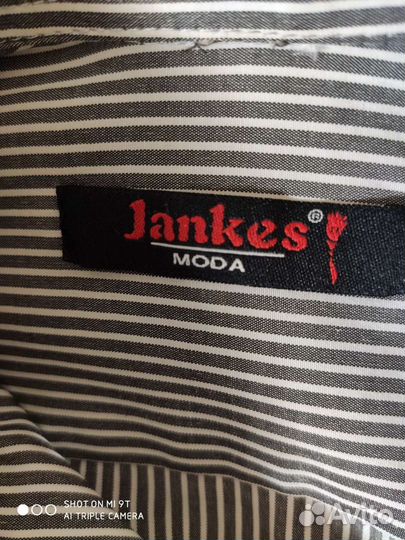 Jankes®
MODA
SHOT ON MI 9T
AI TRIPLE CAMERA
Avito